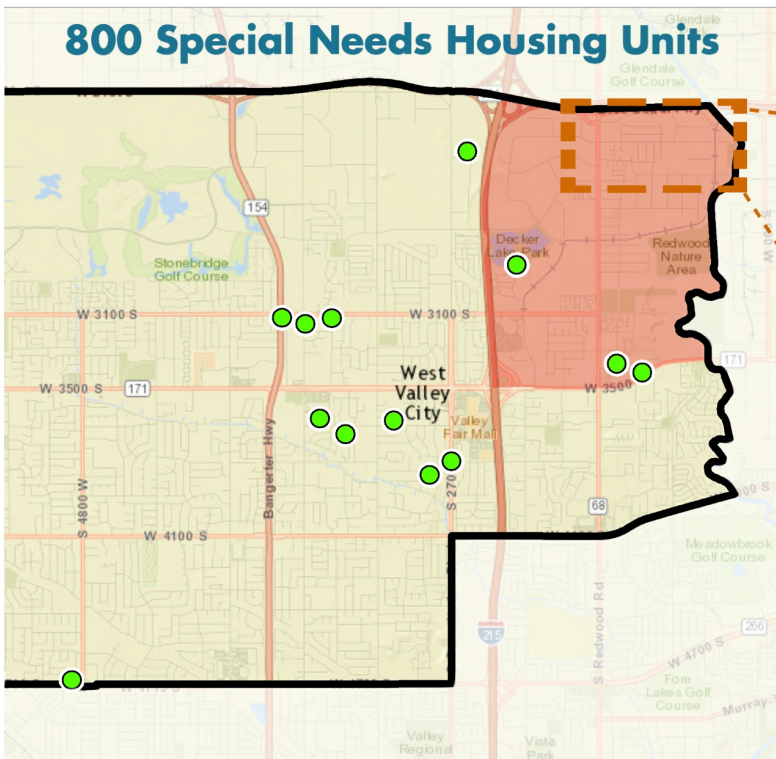 800 Special Needs Housing Units
Glendale
Glendale
Golf Course
154
Stonebridge
Golf Course
Decker
Lake Park
Redwood
Nature
Area
W 3100 S
W 3100 S
171
W 3500 S
171
W 3500
West
Valley
City
Valley
Fair Mall
Bangerter Hwy
S 4800 W
S 270
68
W 4100 S
Meadowbrook
Golf Course
215
S Redwood Rd
266
W 4700 S
Fore
Lakes Golf
Course
Murray
Valley
Regional
Vista
Park